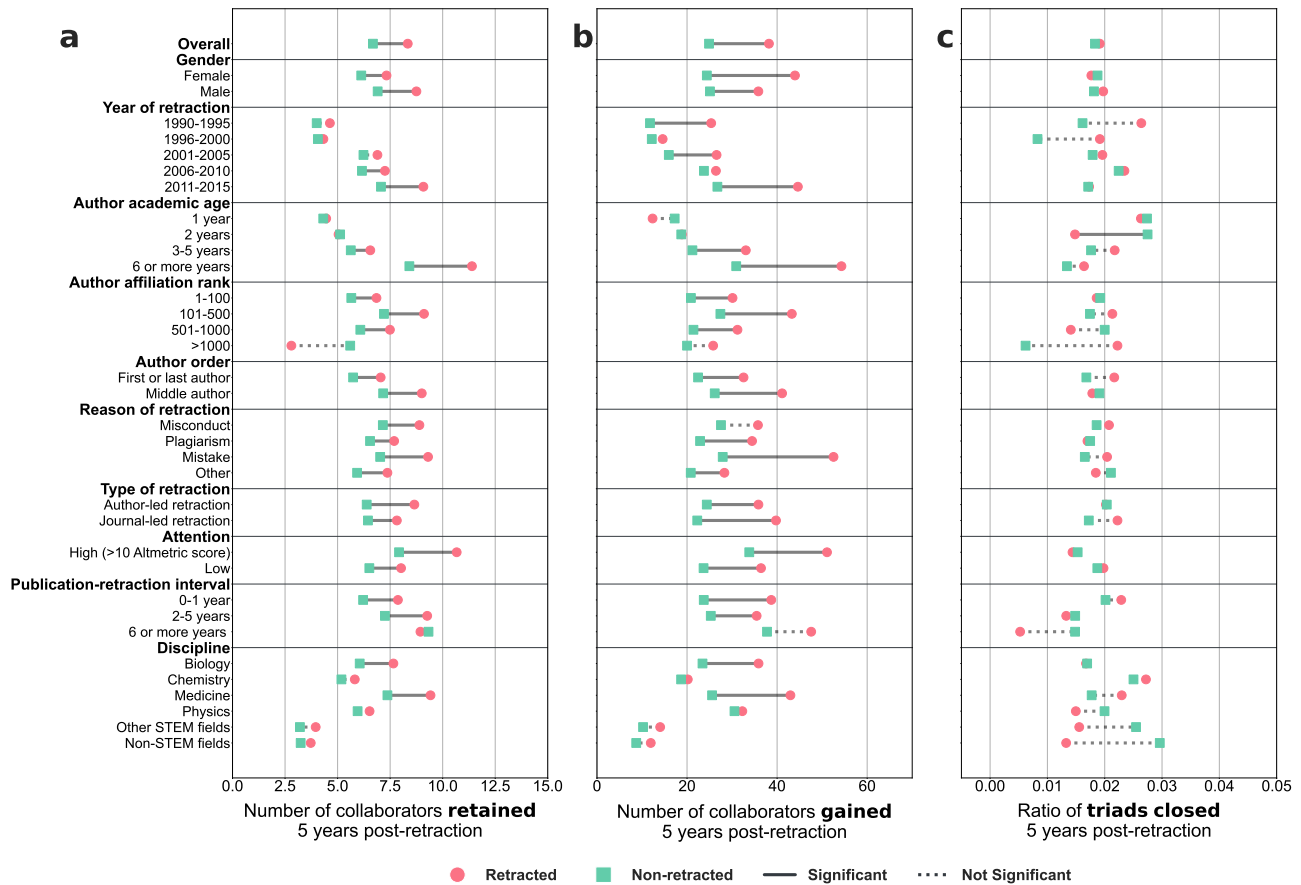 a
b
c
Overall
Gender
Female
Male
Year of retraction
1990-1995
1996-2000
2001-2005
2006-2010
2011-2015
Author academic age
1 year
2 years
3-5 years
6 or more years
Author affiliation rank
1-100
101-500
501-1000
>1000
Author order
First or last author
Middle author
Reason of retraction
Misconduct
Plagiarism
Mistake
Other
Type of retraction
Author-led retraction
Journal-led retraction
Attention
High (>10 Altmetric score)
Low
Publication-retraction interval
0-1 year
2-5 years
6 or more years
Discipline
Biology
Chemistry
Medicine
Physics
Other STEM fields
Non-STEM fields
0.0 2.5 5.0 7.5 10.0 12.5 15.0
Number of collaborators retained
5 years post-retraction
20 40 60
Number of collaborators gained
5 years post-retraction
0.00 0.01 0.02 0.03 0.04 0.05
Ratio of triads closed
5 years post-retraction
Retracted Non-retracted Significant Not Significant